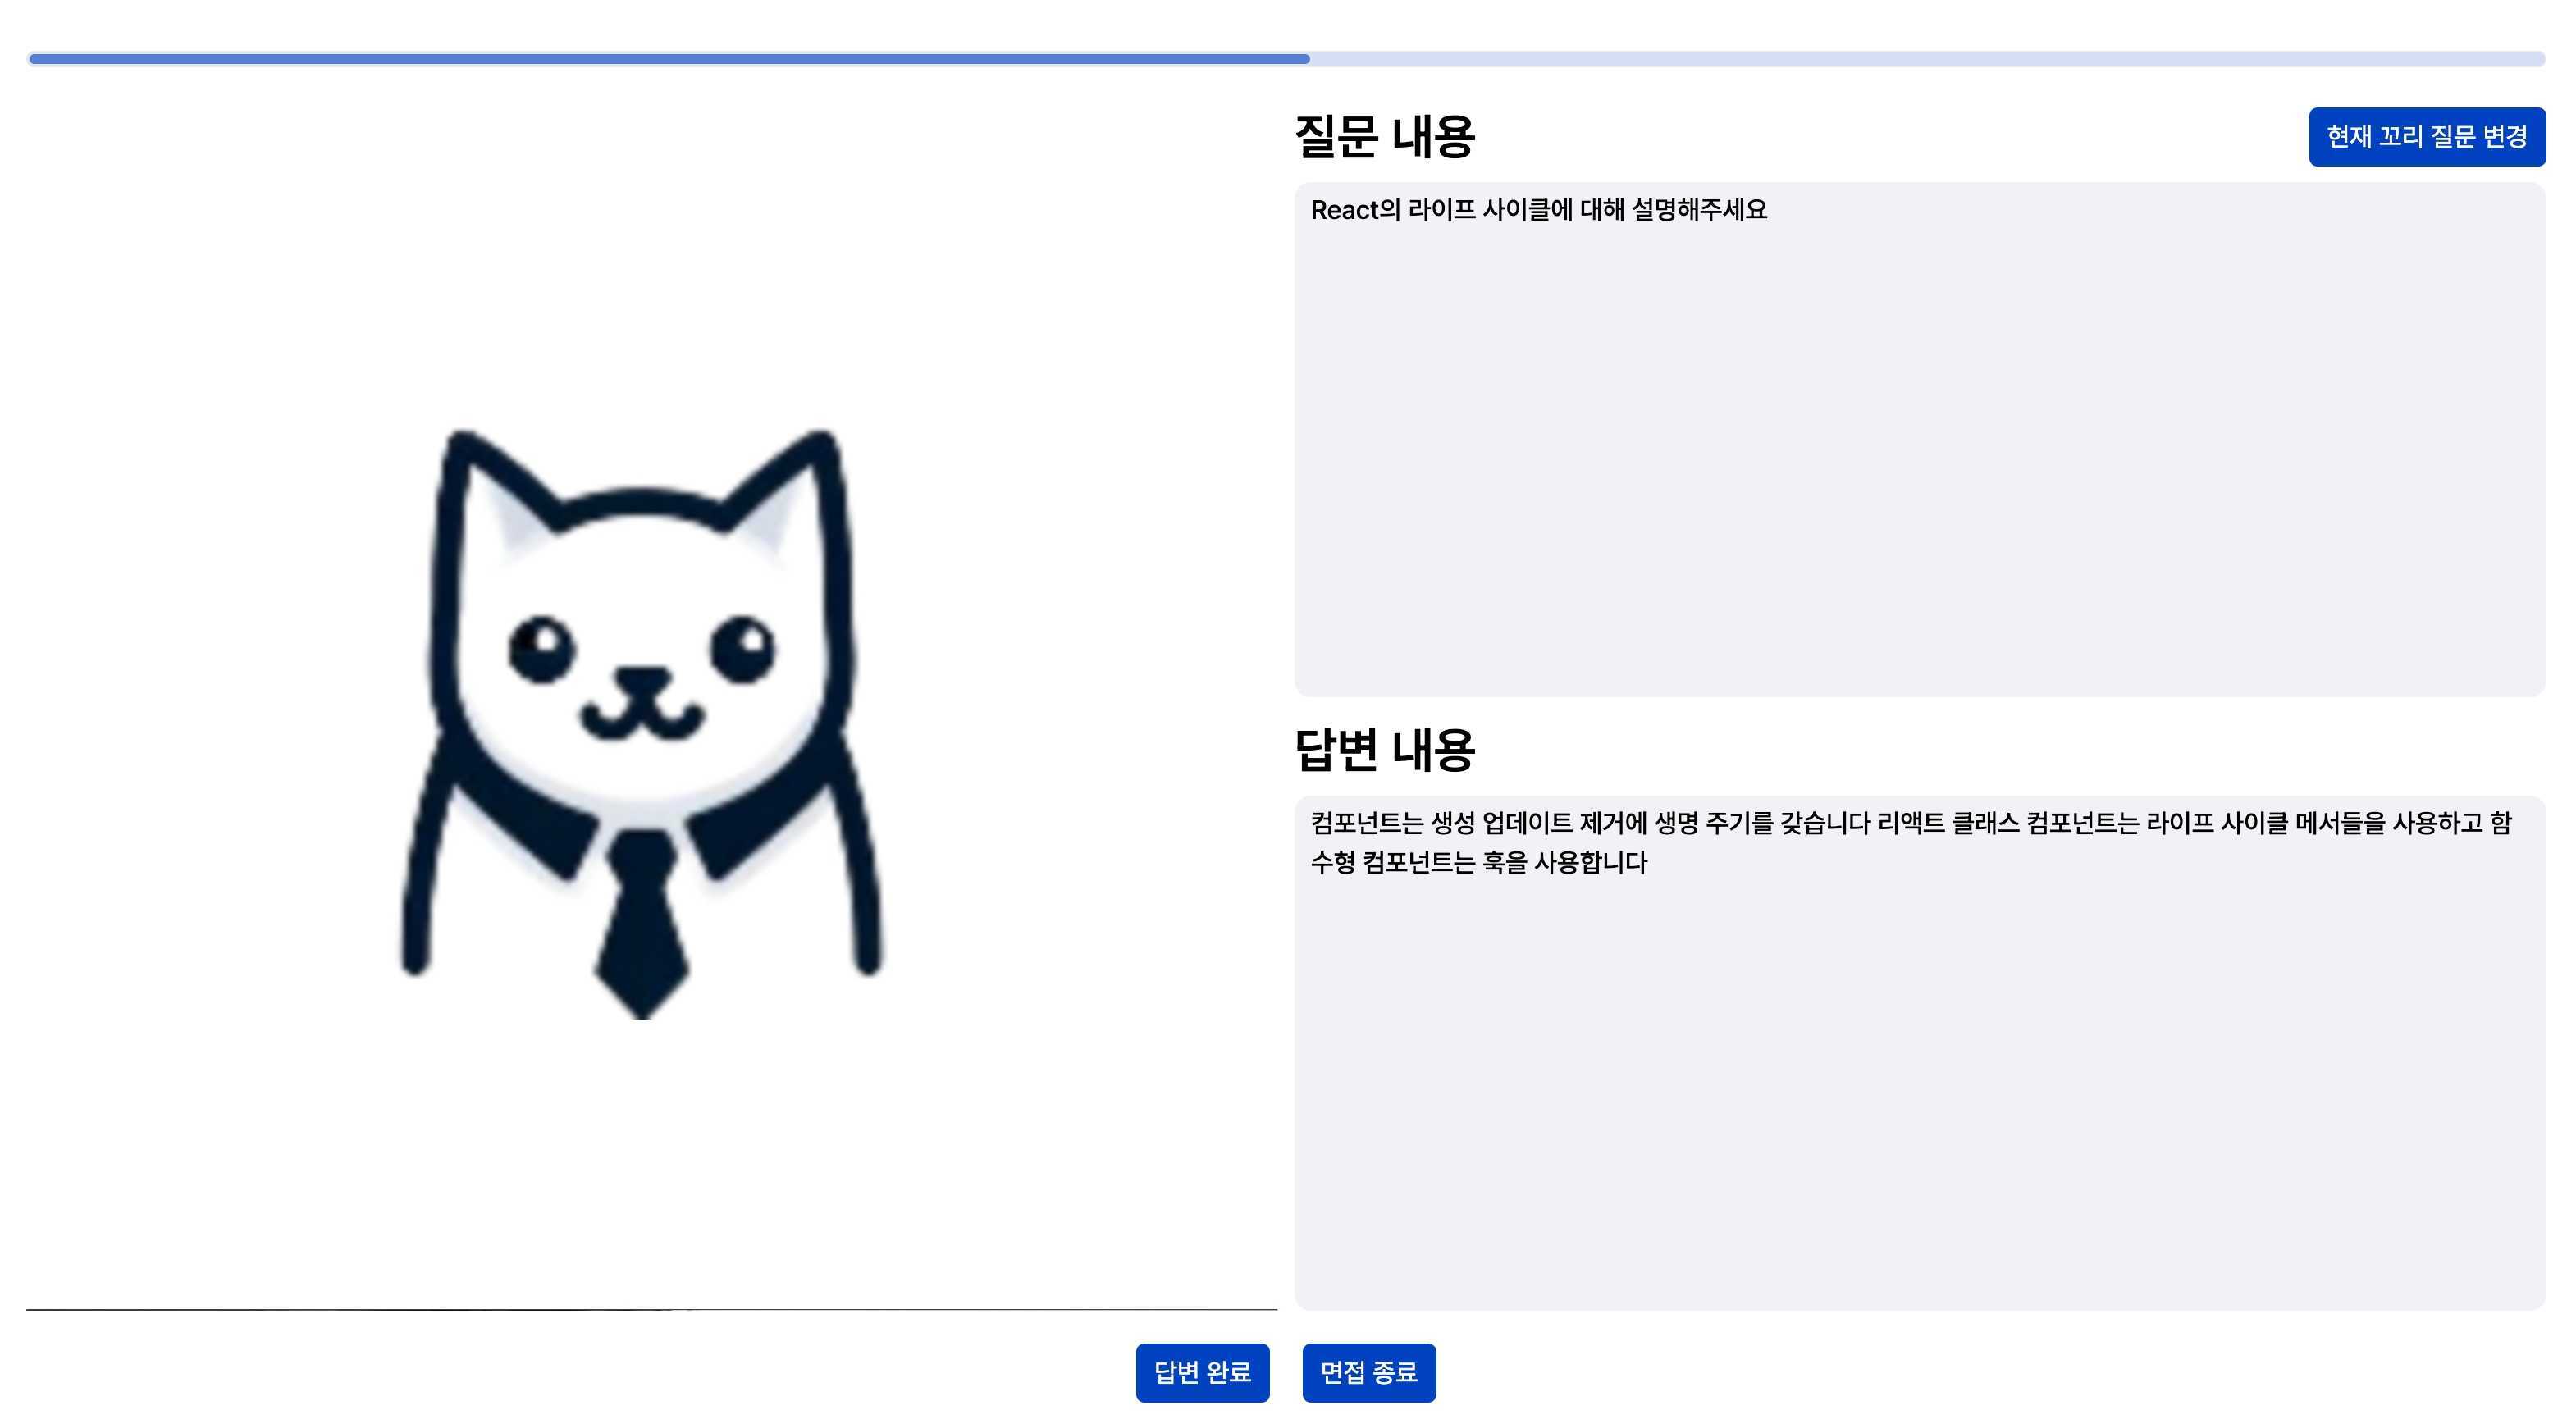 질문 내용
현재 꼬리 질문 변경
React의 라이프 사이클에 대해 설명해주세요
답변 내용
컴포넌트는 생성 업데이트 제거에 생명 주기를 갖습니다 리액트 클래스 컴포넌트는 라이프 사이클 메서들을 사용하고 함
수형 컴포넌트는 훅을 사용합니다
답변 완료
면접 종료